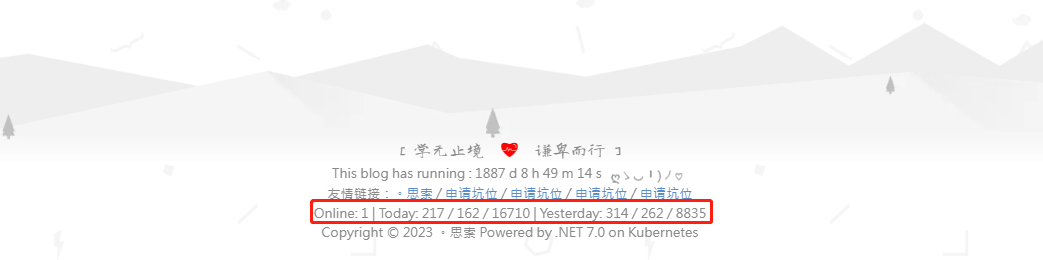 [ 学无止境 谦卑而行 ]
This blog has running : 1887 d 8 h 49 m 14 s ღゝ◡╹)ノ♡
友情链接：。思索 / 申请坑位 / 申请坑位 / 申请坑位 / 申请坑位
Online: 1 | Today: 217 / 162 / 16710 | Yesterday: 314 / 262 / 8835
Copyright © 2023 。思索 Powered by .NET 7.0 on Kubernetes